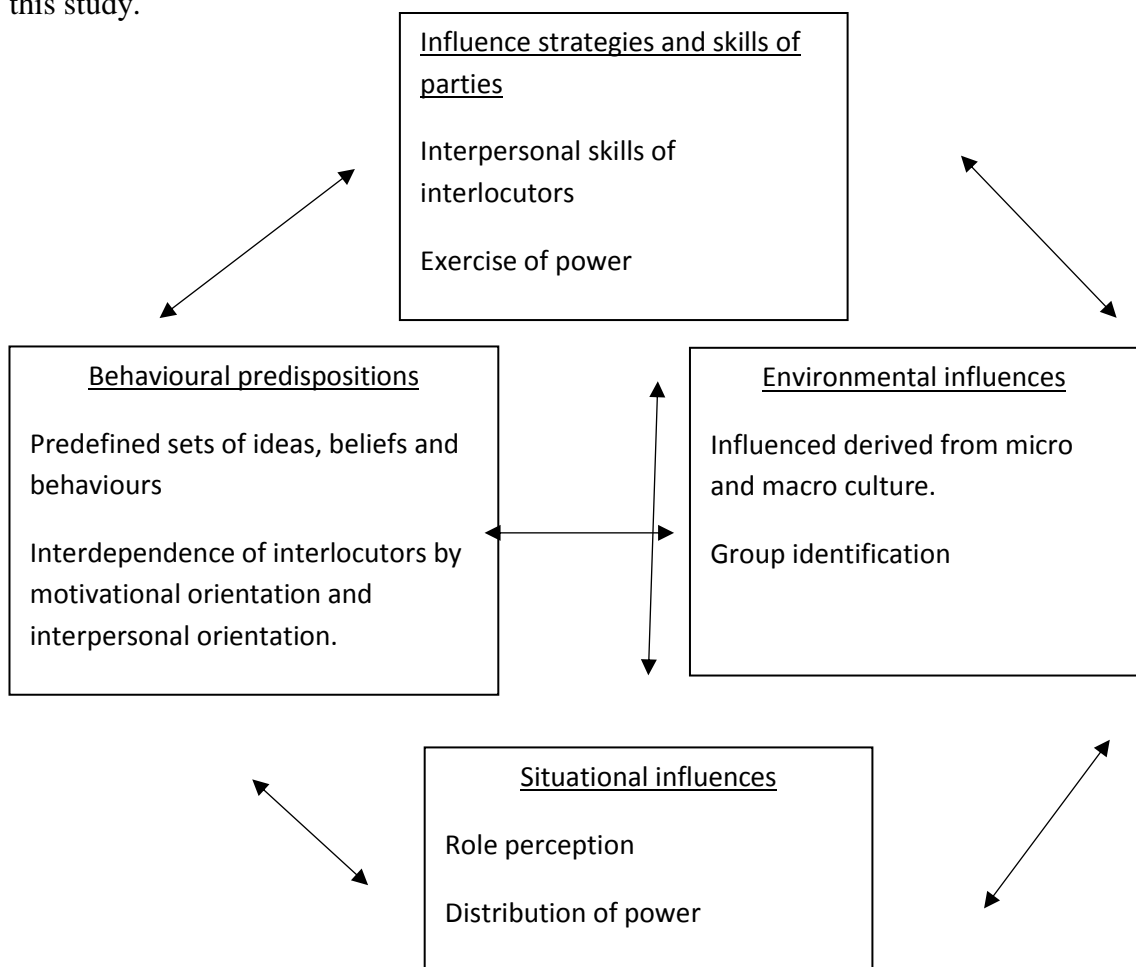 this study.
Influence strategies and skills of
parties
Interpersonal skills of
interlocutors
Exercise of power
Behavioural predispositions
Predefined sets of ideas, beliefs and
behaviours
Interdependence of interlocutors by
motivational orientation and
interpersonal orientation.
Environmental influences
Influenced derived from micro
and macro culture.
Group identification
Situational influences
Role perception
Distribution of power